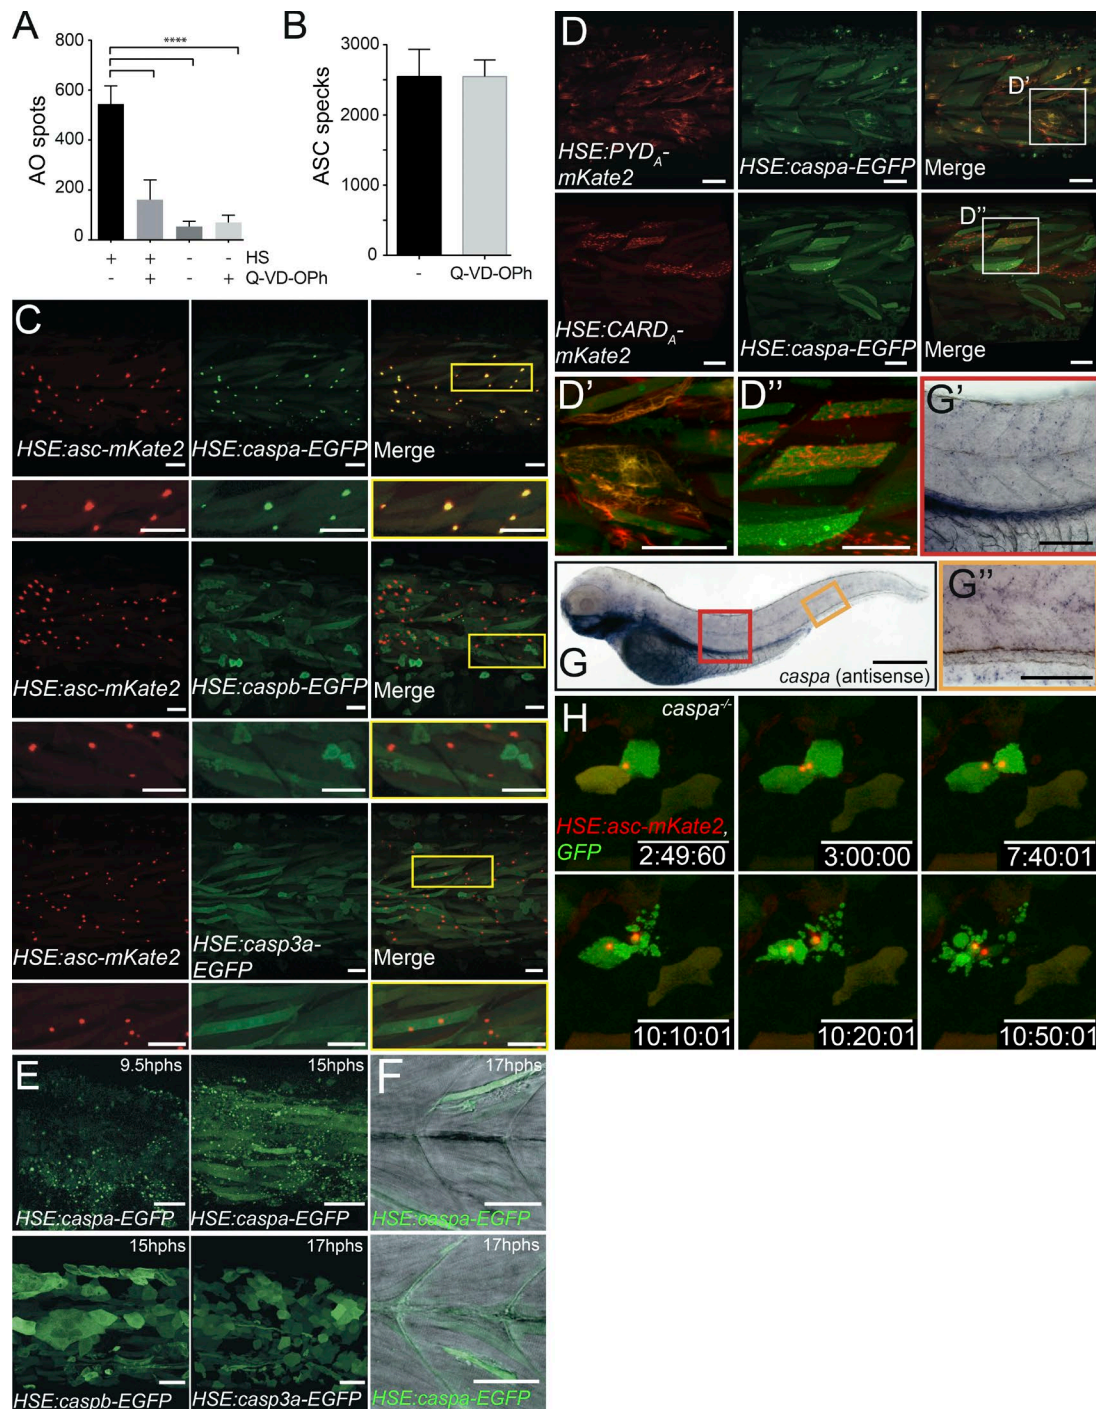 A
800
600
400
200
0
AO spots
****
+ + - - HS
- + - + Q-VD-OPh
B
3000
2000
1000
0
ASC specks
- Q-VD-OPh
C
HSE:asc-mKate2
HSE:caspa-EGFP
Merge
HSE:asc-mKate2
HSE:caspb-EGFP
Merge
HSE:asc-mKate2
HSE:casp3a-
EGFP
Merge
D
HSE:PYDA-
mKate2
HSE:caspa-EGFP
D'
Merge
HSE:CARDA-
mKate2
HSE:caspa-EGFP
D''
Merge
D'
D''
G'
G
caspa (antisense)
G''
H
caspa-/-
HSE:asc-mKate2,
GFP
2:49:60
3:00:00
7:40:01
10:10:01
10:20:01
10:50:01
E
9.5hphs
HSE:caspa-EGFP
15hphs
HSE:caspa-EGFP
15hphs
HSE:caspb-EGFP
17hphs
HSE:casp3a-EGFP
F
17hphs
HSE:caspa-EGFP
17hphs
HSE:caspa-EGFP